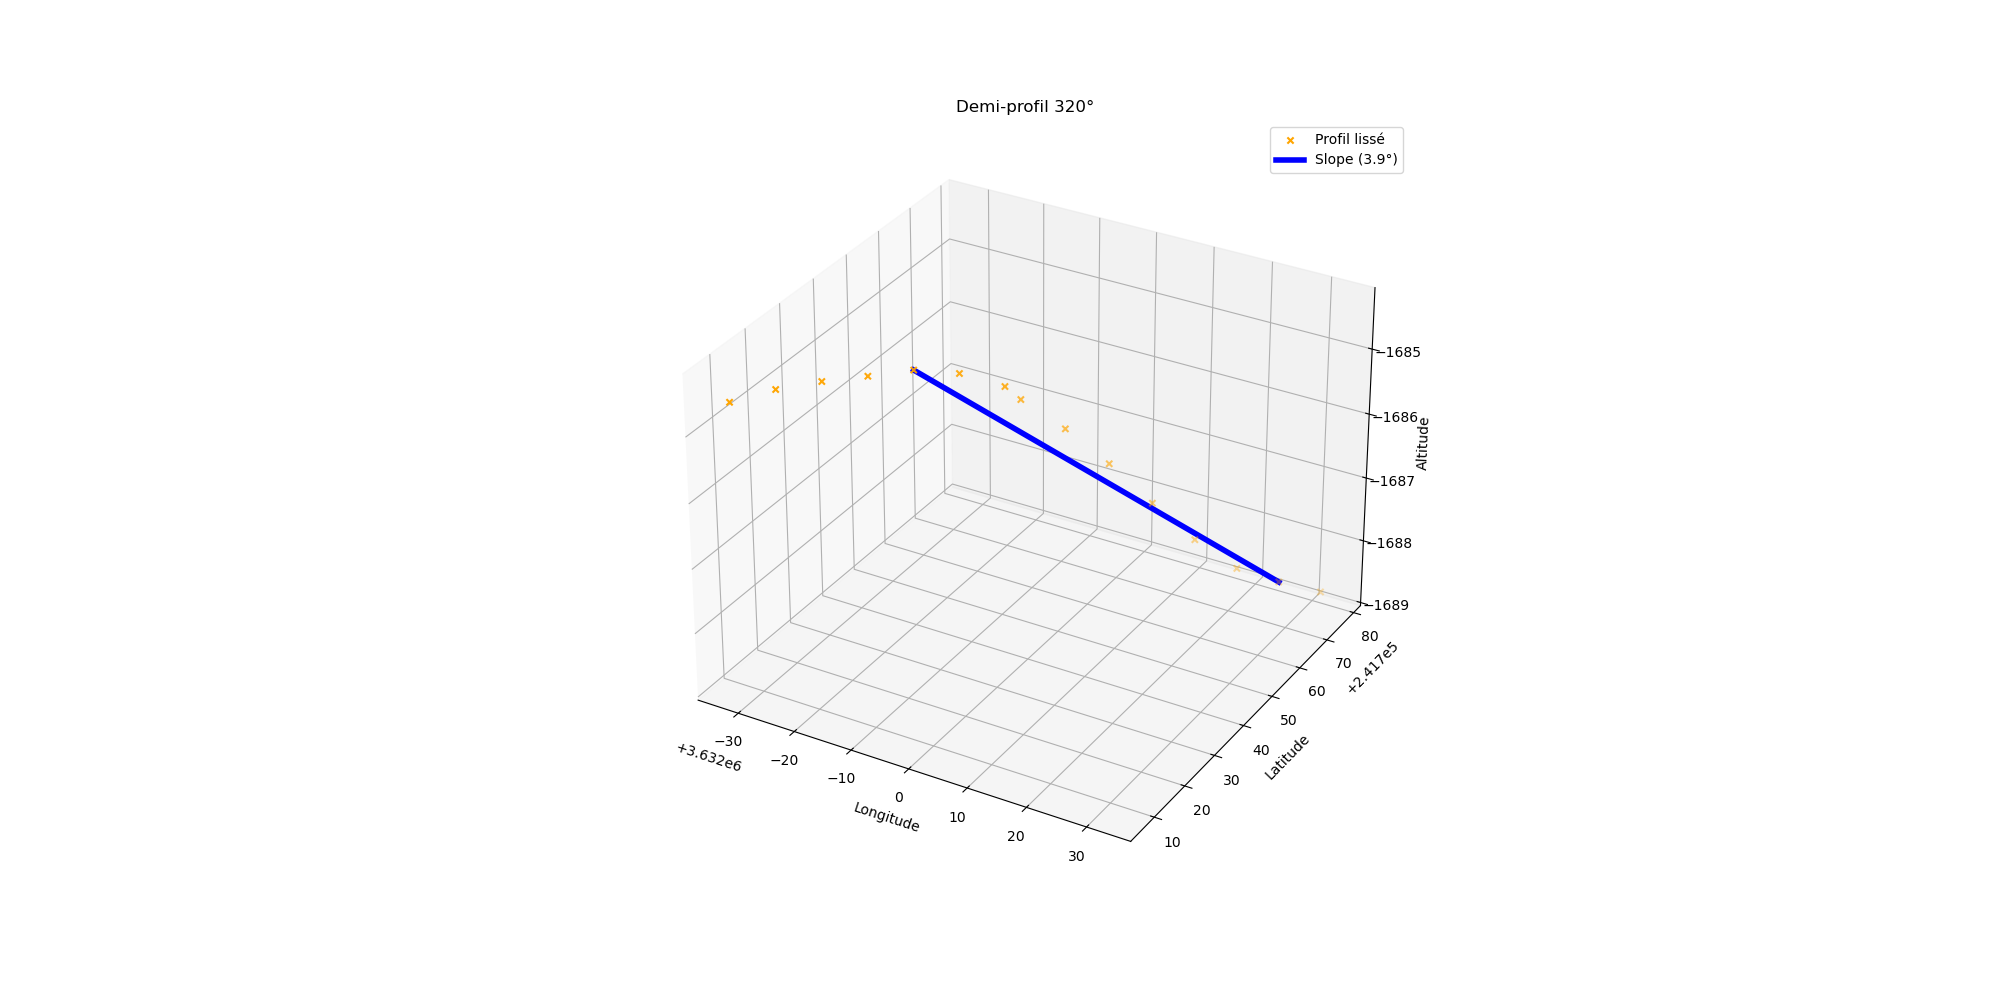 Demi-profil 320°
Profil lissé
Slope (3.9°)
−1685
−1686
−1687
−1688
−1689
Altitude
80
70
60
50
40
30
20
10
+2.417e5
Latitude
−30
−20
−10
0
10
20
30
+3.632e6
Longitude